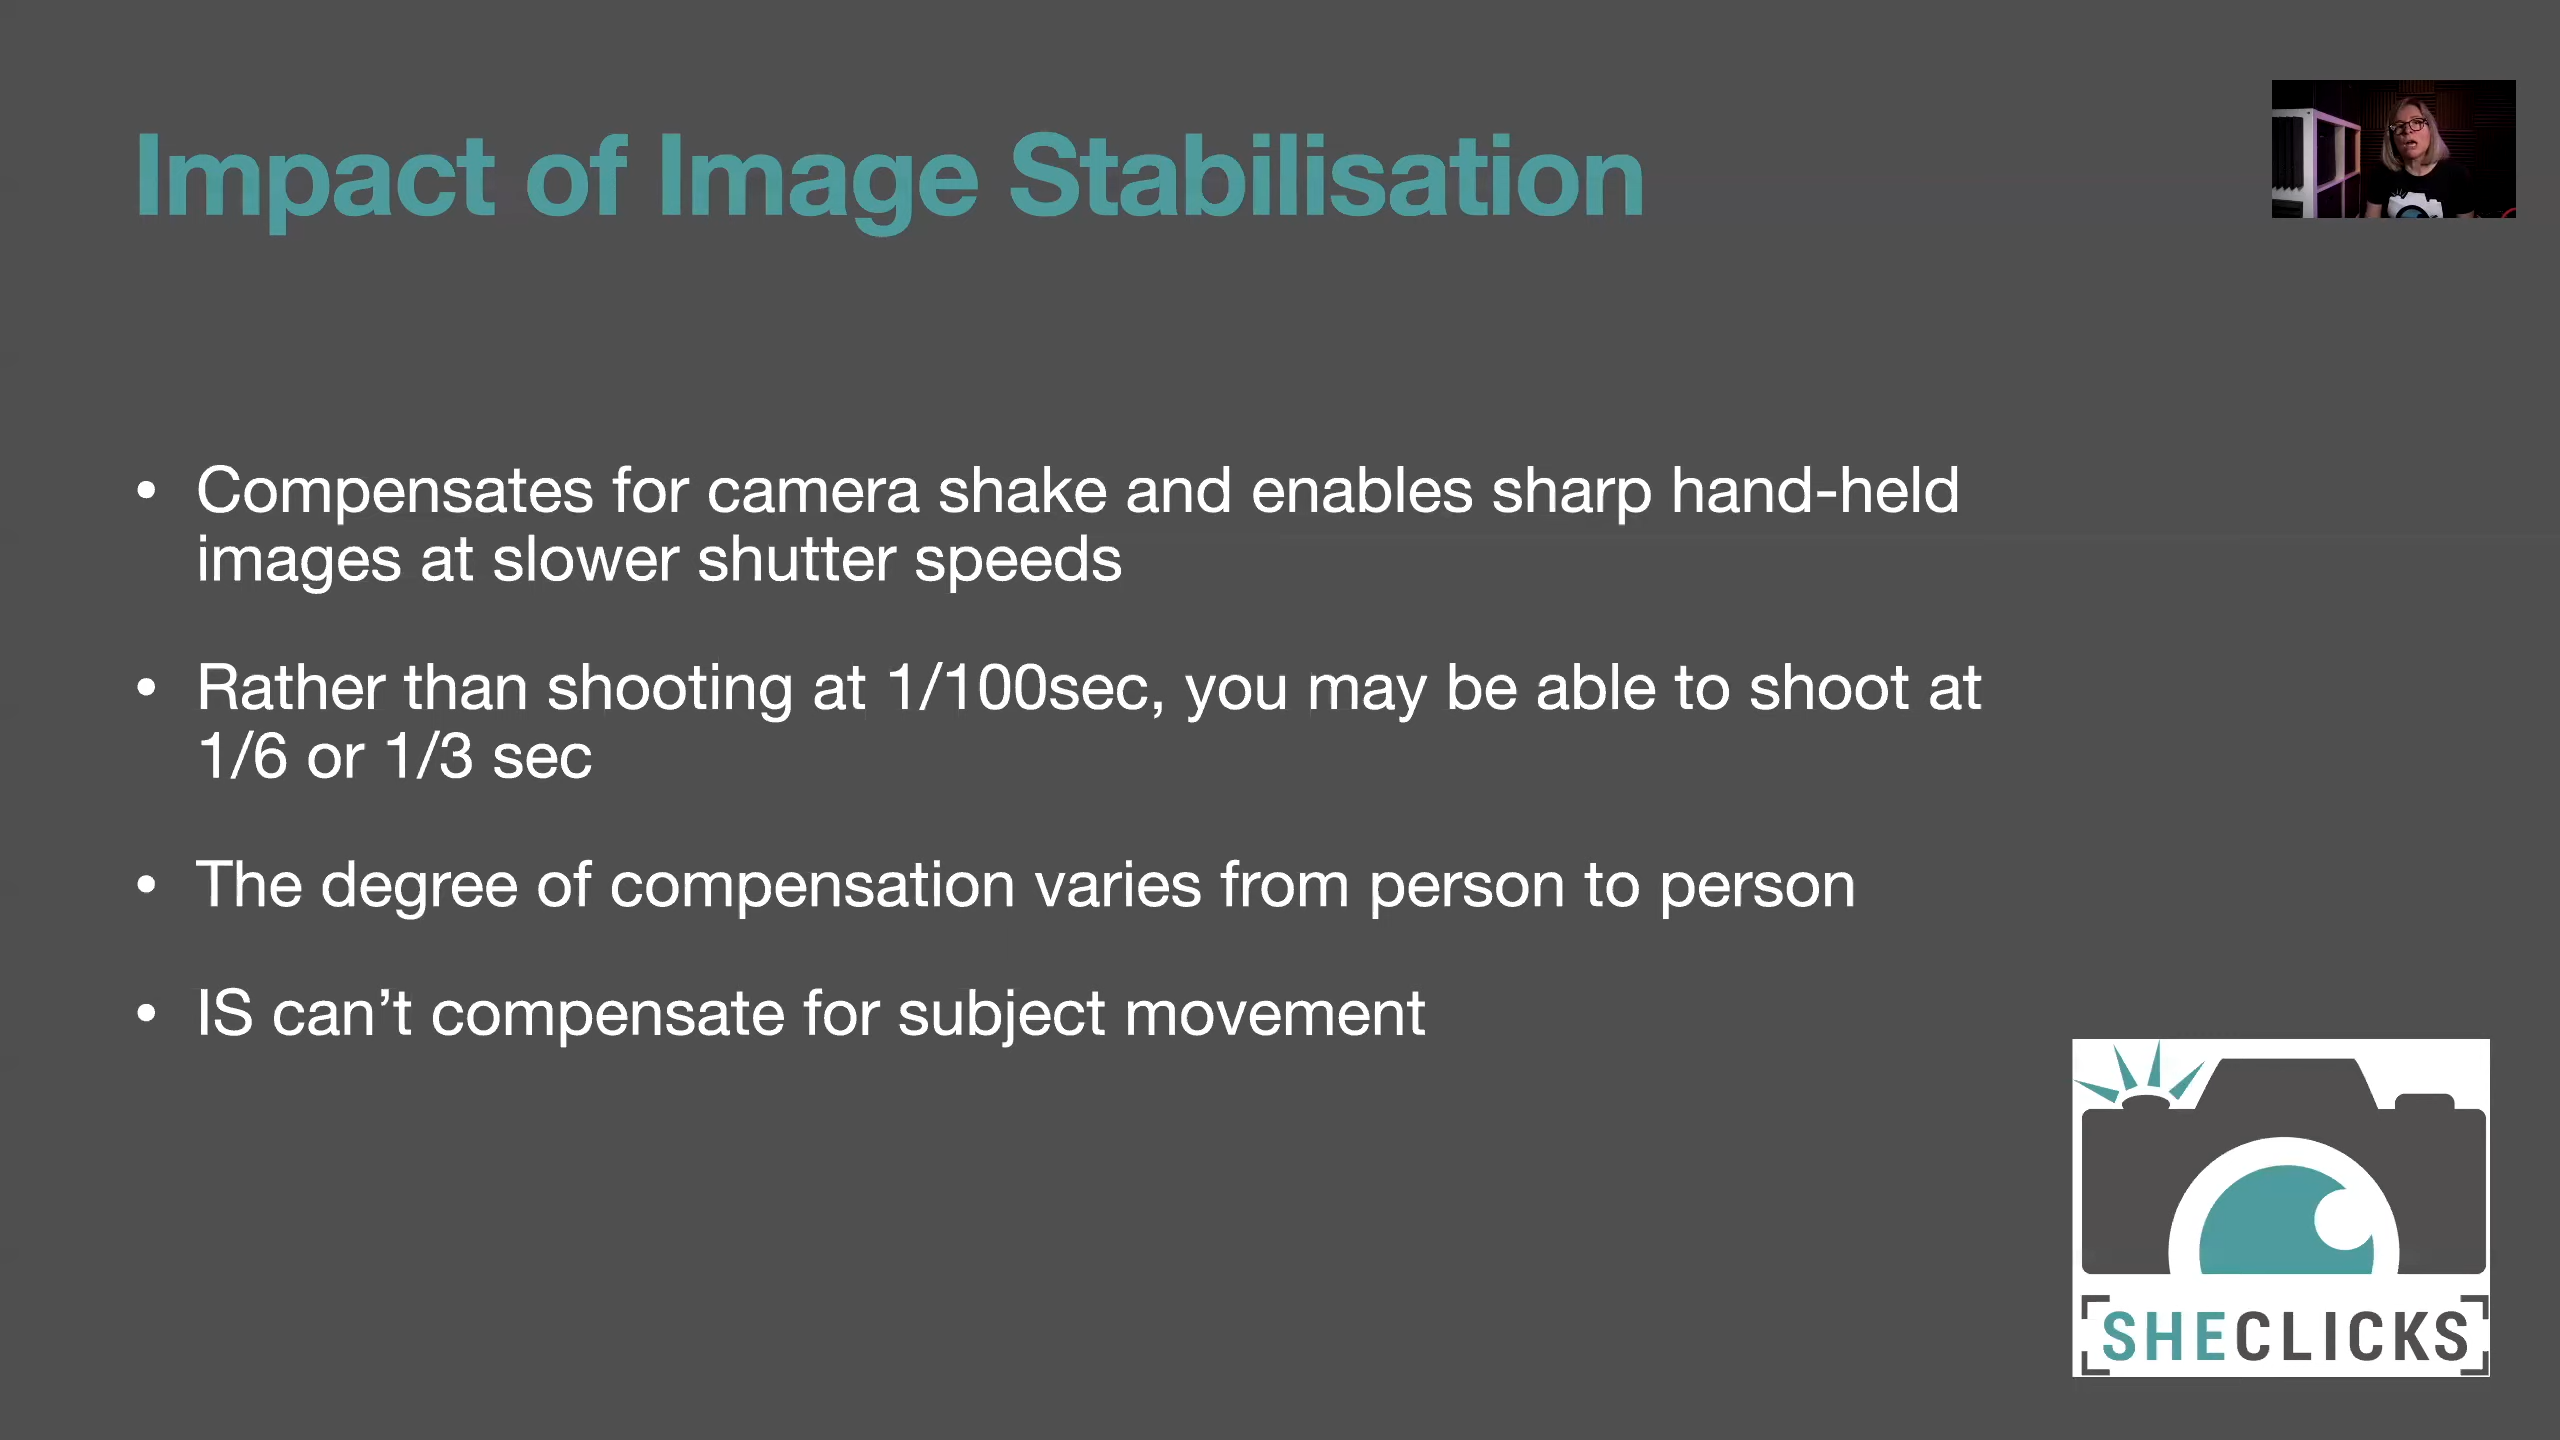 Impact of Image Stabilisation
• Compensates for camera shake and enables sharp hand-held
images at slower shutter speeds
• Rather than shooting at 1/100sec, you may be able to shoot at
1/6 or 1/3 sec
• The degree of compensation varies from person to person
• IS can’t compensate for subject movement
SHECLICKS